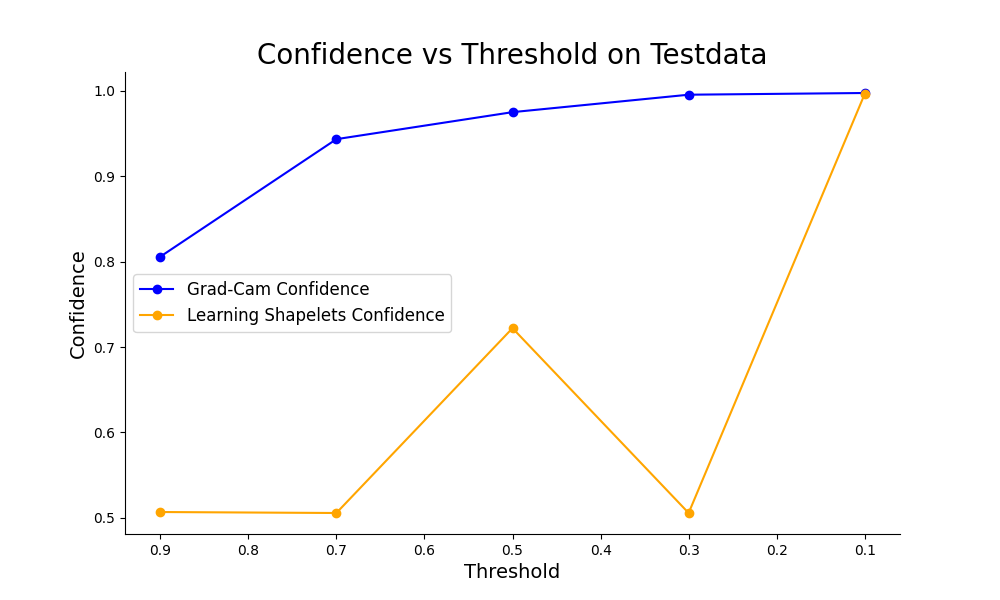 Confidence vs Threshold on Testdata
1.0
0.9
0.8
0.7
0.6
0.5
Confidence
Grad-Cam Confidence
Learning Shapelets Confidence
0.9 0.8 0.7 0.6 0.5 0.4 0.3 0.2 0.1
Threshold